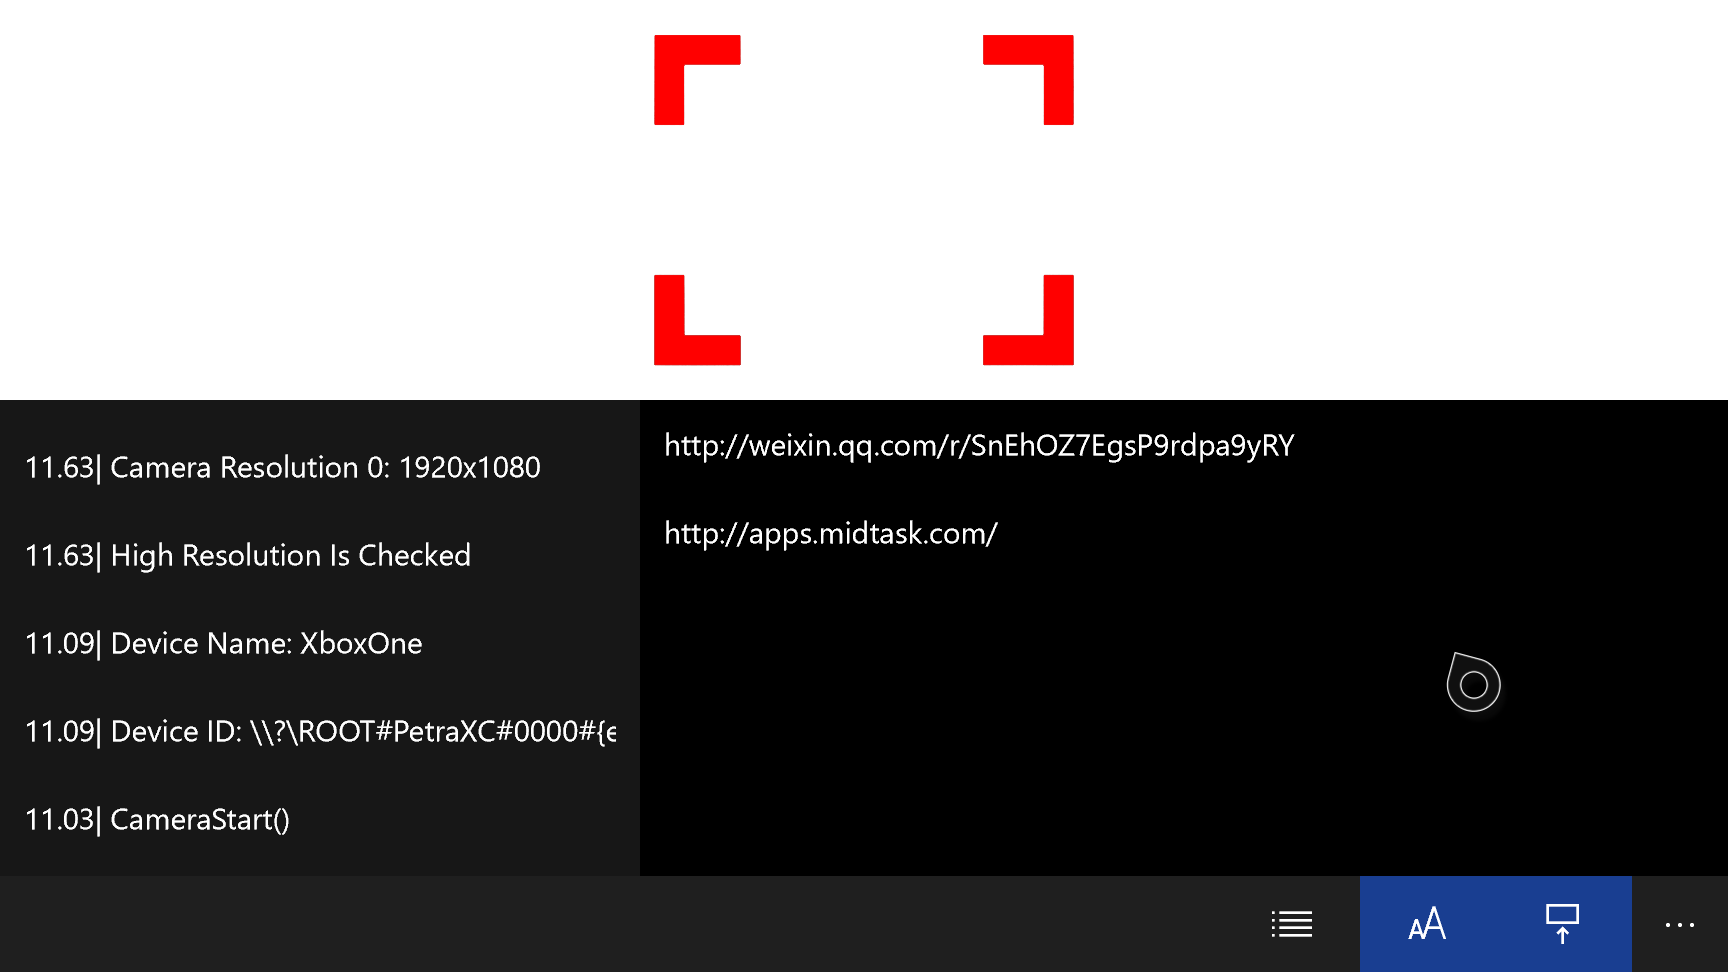 11.63| Camera Resolution 0: 1920x1080
11.63| High Resolution Is Checked
11.09| Device Name: XboxOne
11.09| Device ID: \\?\ROOT#PetraXC#0000#{e
11.03| CameraStart()
http://weixin.qq.com/r/SnEhOZ7EgsP9rdpa9yRY
http://apps.midtask.com/
AA